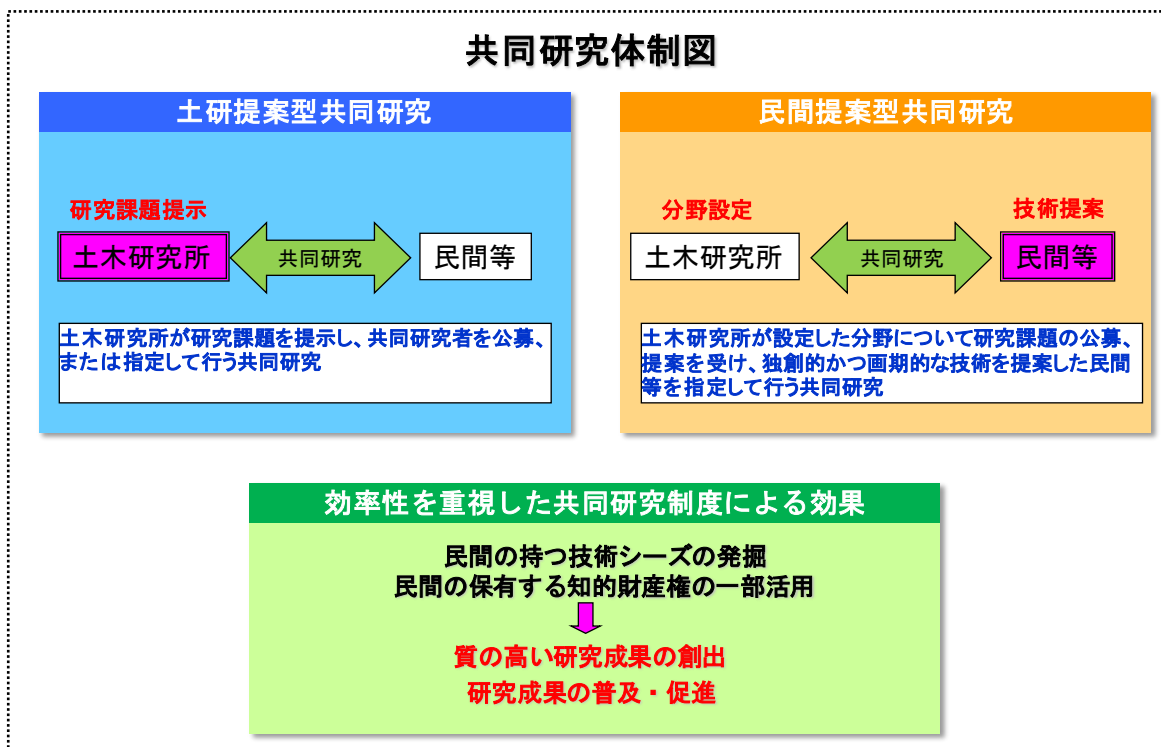 共同研究体制図
土研提案型共同研究
研究課題提示
土木研究所
共同研究
民間等
土木研究所が研究課題を提示し、共同研究者を公募、
または指定して行う共同研究
民間提案型共同研究
分野設定
技術提案
土木研究所
共同研究
民間等
土木研究所が設定した分野について研究課題の公募、
提案を受け、独創的かつ画期的な技術を提案した民間
等を指定して行う共同研究
効率性を重視した共同研究制度による効果
民間の持つ技術シーズの発掘
民間の保有する知的財産権の一部活用
質の高い研究成果の創出
研究成果の普及・促進